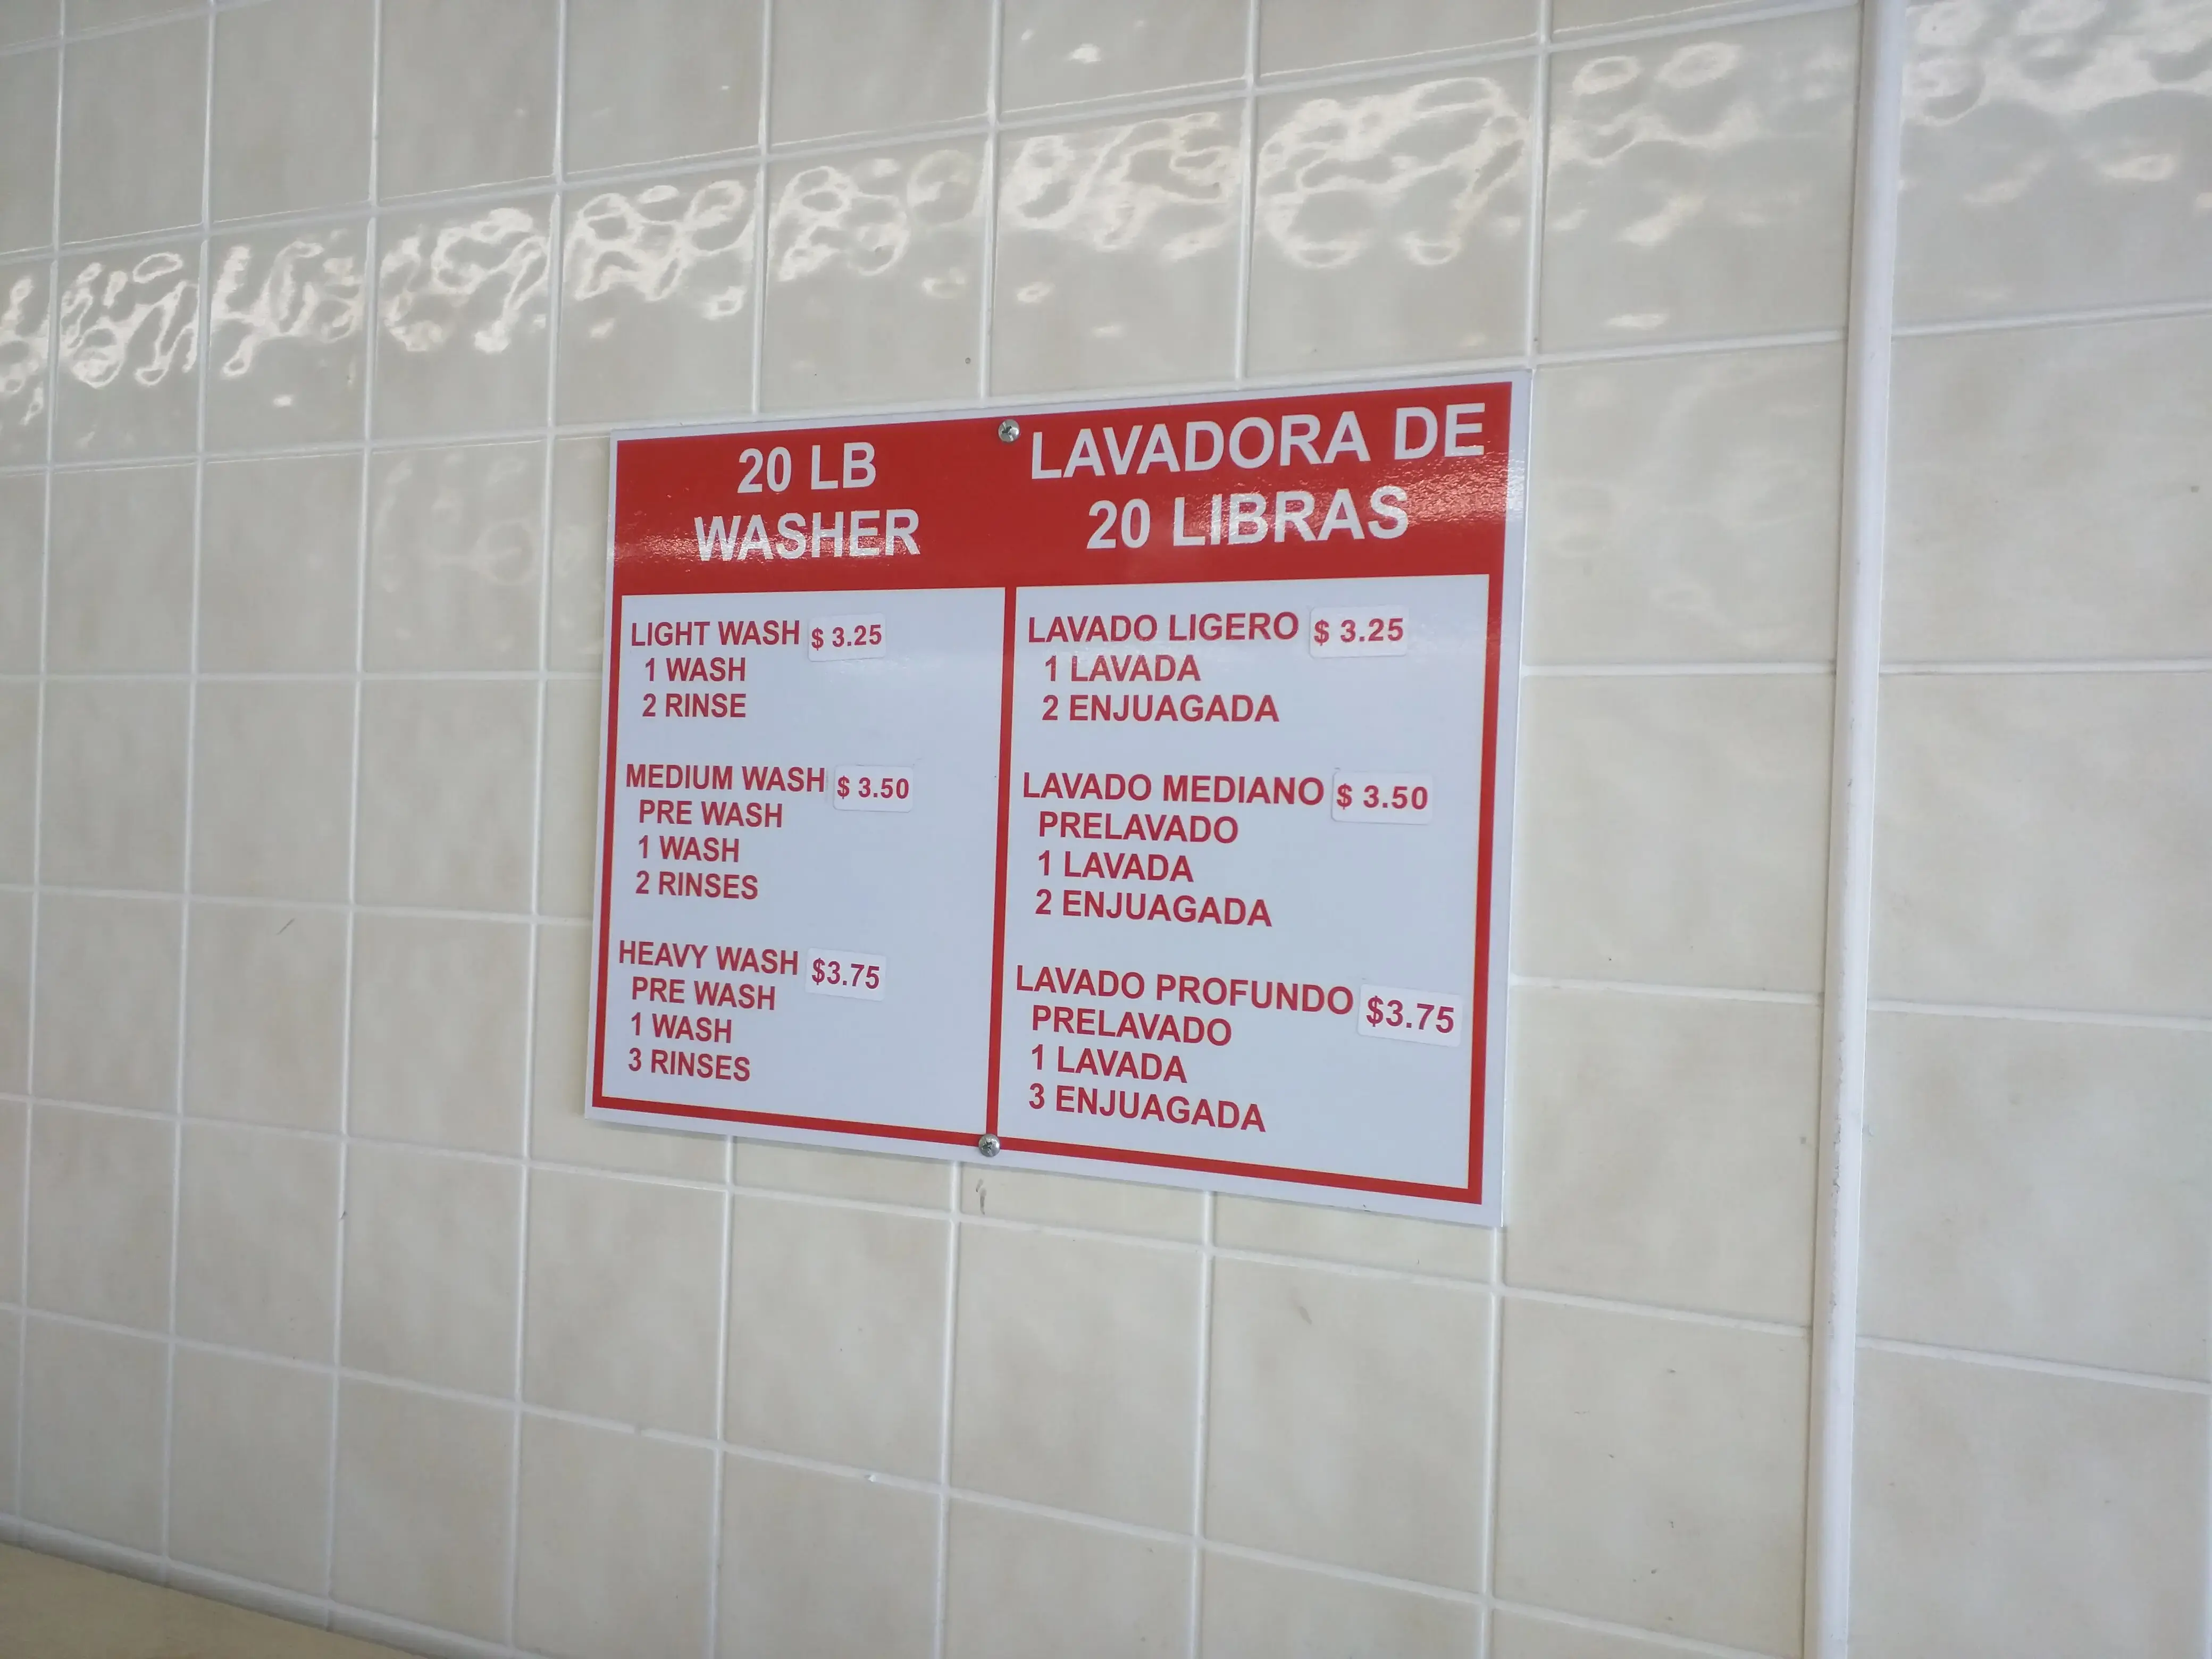 20 LB
WASHER
LIGHT WASH $ 3.25
1 WASH
2 RINSE
MEDIUM WASH $ 3.50
PRE WASH
1 WASH
2 RINSES
HEAVY WASH $3.75
PRE WASH
1 WASH
3 RINSES
LAVADORA DE
20 LIBRAS
LAVADO LIGERO $ 3.25
1 LAVADA
2 ENJUAGADA
LAVADO MEDIANO $ 3.50
PRELAVADO
1 LAVADA
2 ENJUAGADA
LAVADO PROFUNDO $3.75
PRELAVADO
1 LAVADA
3 ENJUAGADA